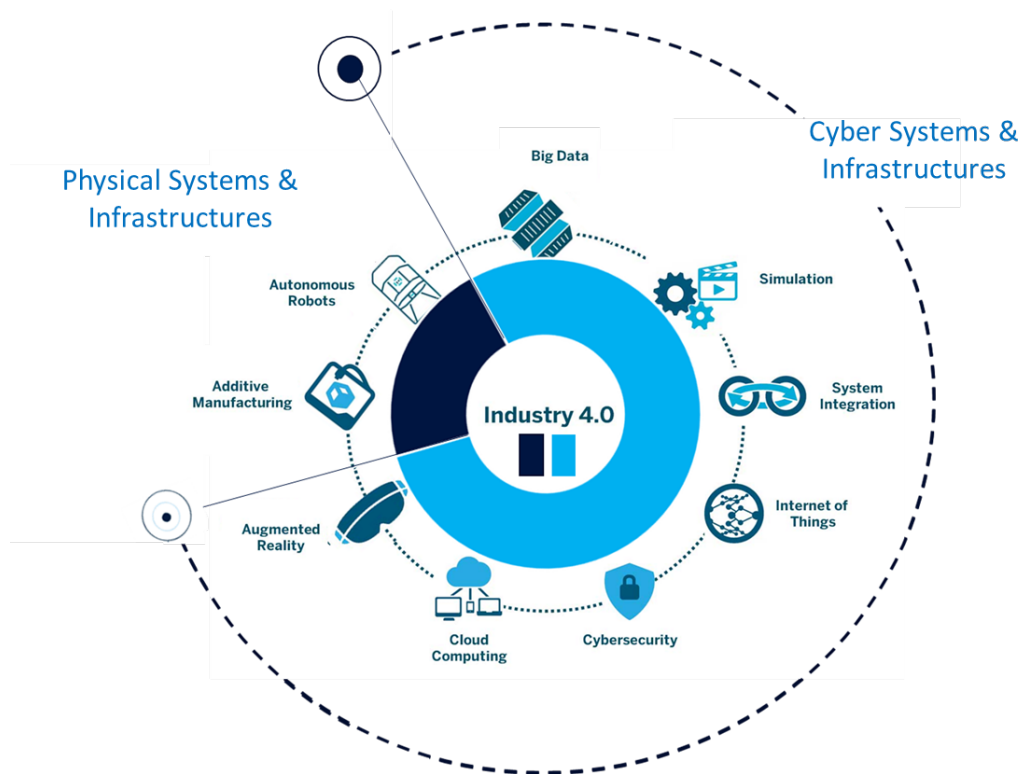 Cyber Systems &
Infrastructures
Physical Systems &
Infrastructures
Big Data
Simulation
System
Integration
Internet of
Things
Cybersecurity
Cloud
Computing
Augmented
Reality
Additive
Manufacturing
Autonomous
Robots
Industry 4.0